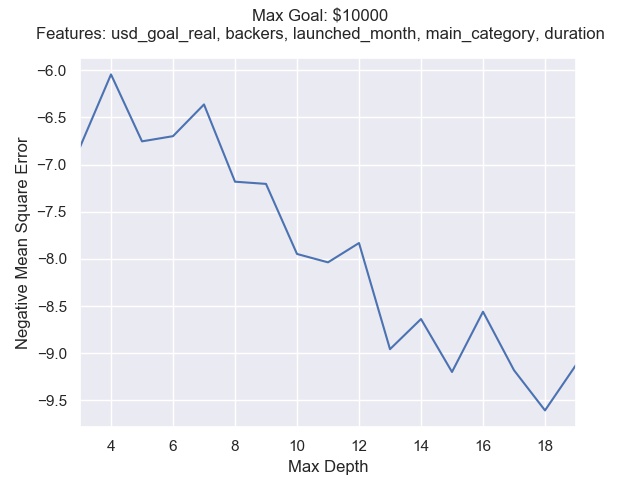 Max Goal: $10000
Features: usd_goal_real, backers, launched_month, main_category, duration
−6.0
−6.5
−7.0
−7.5
−8.0
−8.5
−9.0
−9.5
Negative Mean Square Error
4 6 8 10 12 14 16 18
Max Depth